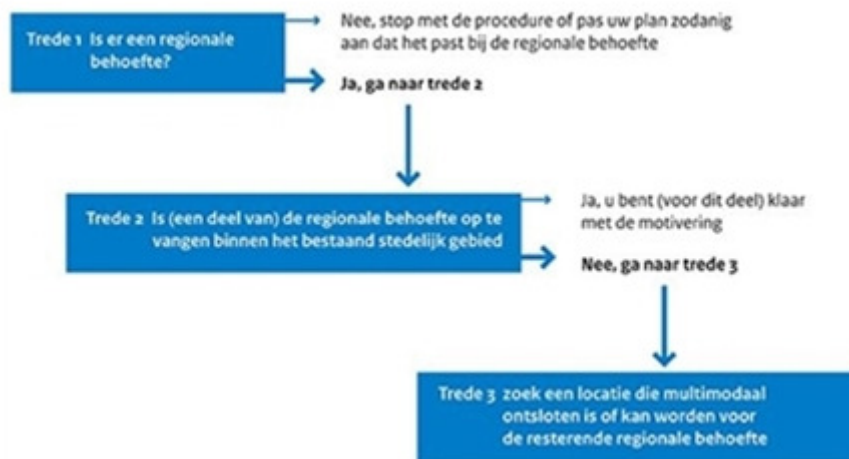 Trede 1 Is er een regionale
behoefte?
Nee, stop met de procedure of pas uw plan zodanig
aan dat het past bij de regionale behoefte
Ja, ga naar trede 2
Trede 2 Is (een deel van) de regionale behoefte op te
vangen binnen het bestaand stedelijk gebied
Ja, u bent (voor dit deel) klaar
met de motivering
Nee, ga naar trede 3
Trede 3 zoek een locatie die multimodaal
ontsloten is of kan worden voor
de resterende regionale behoefte